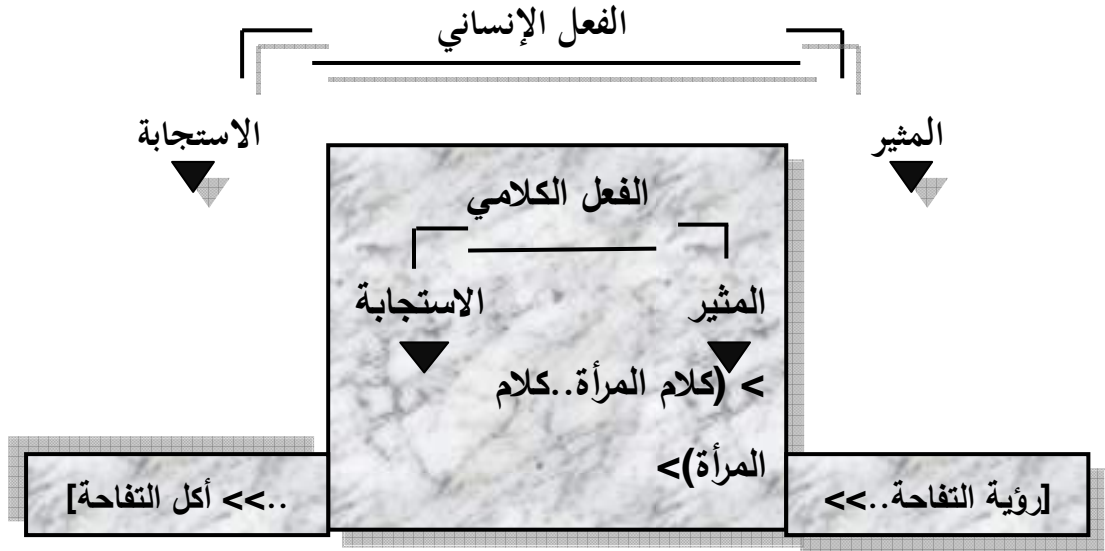 الفعل الإنساني
المثير
الاستجابة
الفعل الكلامي
المثير
الاستجابة
> (كلام المرأة..كلام
المرأة)>
[رؤية التفاحة..>>
..>> أكل التفاحة]